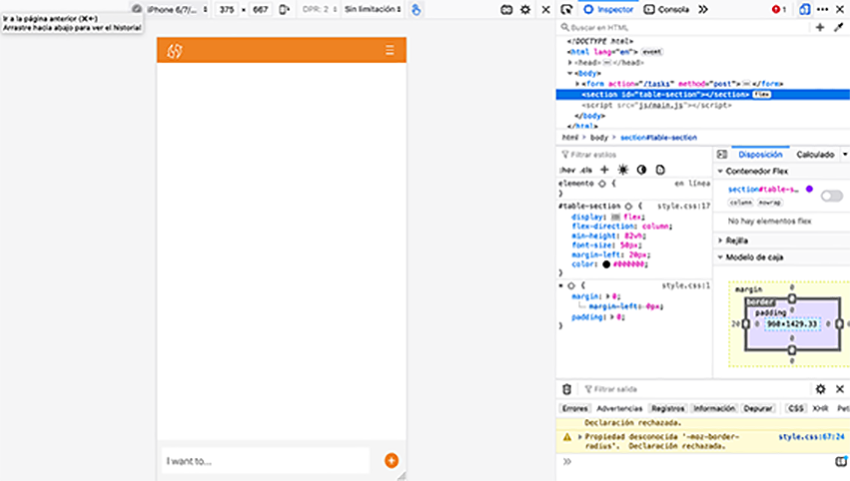 Ir a la página anterior (⌘←)
Arrastre hacia abajo para ver el historial
iPhone 6/7/... 375 × 667 DPR: 2 Sin limitación
Inspector Consola 1
Buscar en HTML
<!DOCTYPE html>
<html lang="en"> event
<head> </head>
<body>
<form action="/tasks" method="post"> </form>
<section id="table-section"></section> flex
<script src="js/main.js"></script>
</body>
</html>
html > body > section#table-section
Filtrar estilos
:hov .cls +
elemento { en línea
}
#table-section { style.css:17
display: flex;
flex-direction: column;
min-height: 82vh;
font-size: 50px;
margin-left: 20px;
color: #000000;
}
* { style.css:1
margin: 0;
margin-left: 0px;
padding: 0;
}
Disposición Calculado
Contenedor Flex
section#table-s...
column nowrap
No hay elementos flex
Rejilla
Modelo de caja
margin 0
border 0
padding 0
20 0 0 960×1429.33 0 0
0
0
0
Filtrar salida
Errores Advertencias Registros Información Depurar CSS XHR Pet
Declaración rechazada.
Propiedad desconocida '-moz-border-radius'. Declaración rechazada. style.css:67:24
I want to...